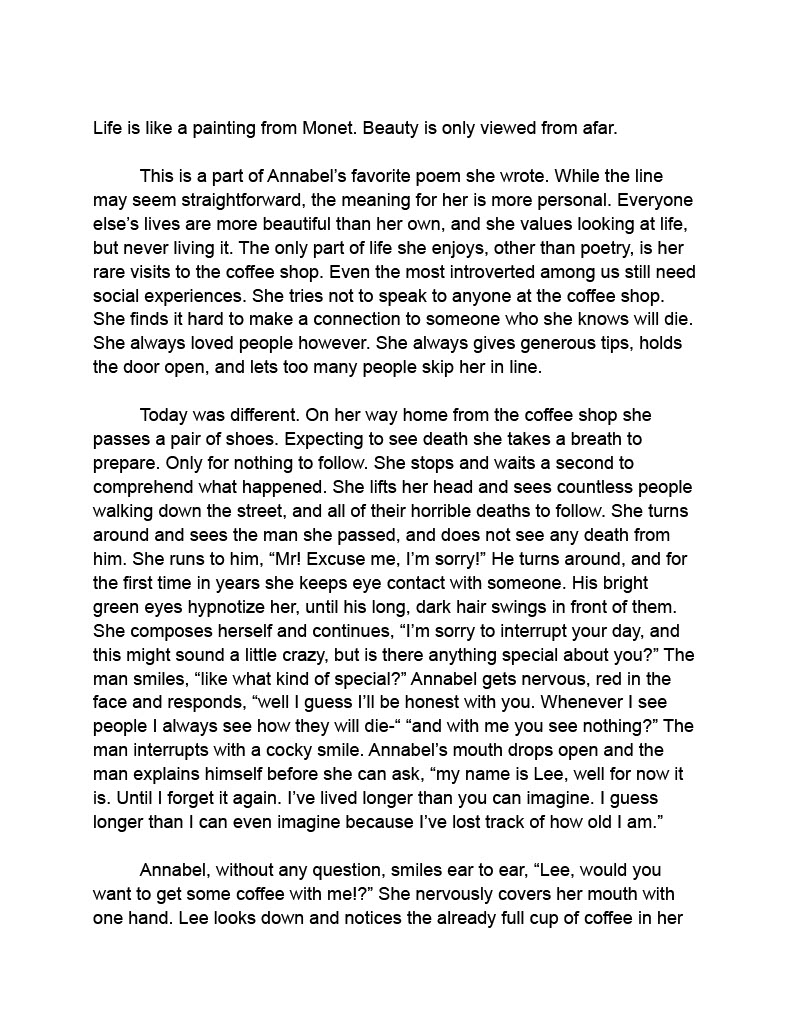 Life is like a painting from Monet. Beauty is only viewed from afar.
This is a part of Annabel’s favorite poem she wrote. While the line
may seem straightforward, the meaning for her is more personal. Everyone
else’s lives are more beautiful than her own, and she values looking at life,
but never living it. The only part of life she enjoys, other than poetry, is her
rare visits to the coffee shop. Even the most introverted among us still need
social experiences. She tries not to speak to anyone at the coffee shop.
She finds it hard to make a connection to someone who she knows will die.
She always loved people however. She always gives generous tips, holds
the door open, and lets too many people skip her in line.
Today was different. On her way home from the coffee shop she
passes a pair of shoes. Expecting to see death she takes a breath to
prepare. Only for nothing to follow. She stops and waits a second to
comprehend what happened. She lifts her head and sees countless people
walking down the street, and all of their horrible deaths to follow. She turns
around and sees the man she passed, and does not see any death from
him. She runs to him, “Mr! Excuse me, I’m sorry!” He turns around, and for
the first time in years she keeps eye contact with someone. His bright
green eyes hypnotize her, until his long, dark hair swings in front of them.
She composes herself and continues, “I’m sorry to interrupt your day, and
this might sound a little crazy, but is there anything special about you?” The
man smiles, “like what kind of special?” Annabel gets nervous, red in the
face and responds, “well I guess I’ll be honest with you. Whenever I see
people I always see how they will die-“ “and with me you see nothing?” The
man interrupts with a cocky smile. Annabel’s mouth drops open and the
man explains himself before she can ask, “my name is Lee, well for now it
is. Until I forget it again. I’ve lived longer than you can imagine. I guess
longer than I can even imagine because I’ve lost track of how old I am.”
Annabel, without any question, smiles ear to ear, “Lee, would you
want to get some coffee with me!?” She nervously covers her mouth with
one hand. Lee looks down and notices the already full cup of coffee in her